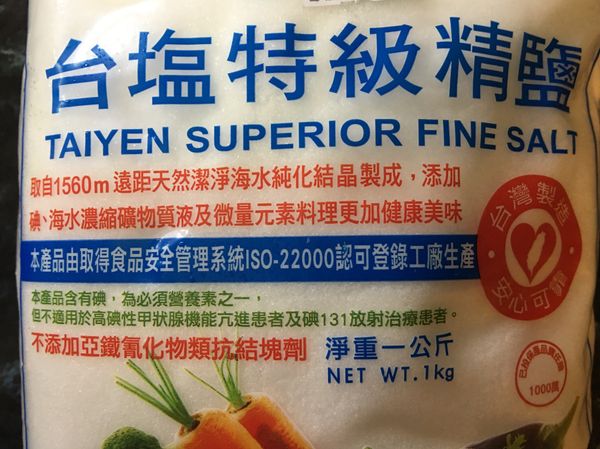 台塩特級精鹽
TAIYEN SUPERIOR FINE SALT
取自1560m遠距天然潔淨海水純化結晶製成，添加
碘、海水濃縮礦物質液及微量元素料理更加健康美味
台灣製造
安心可靠
本產品由取得食品安全管理系統ISO-22000認可登錄工廠生產
本產品含有碘，為必須營養素之一，
但不適用於高碘性甲狀腺機能亢進患者及碘131放射治療患者。
不添加亞鐵氰化物類抗結塊劑
淨重一公斤
NET WT.1kg
已投保產品責任險
1000萬